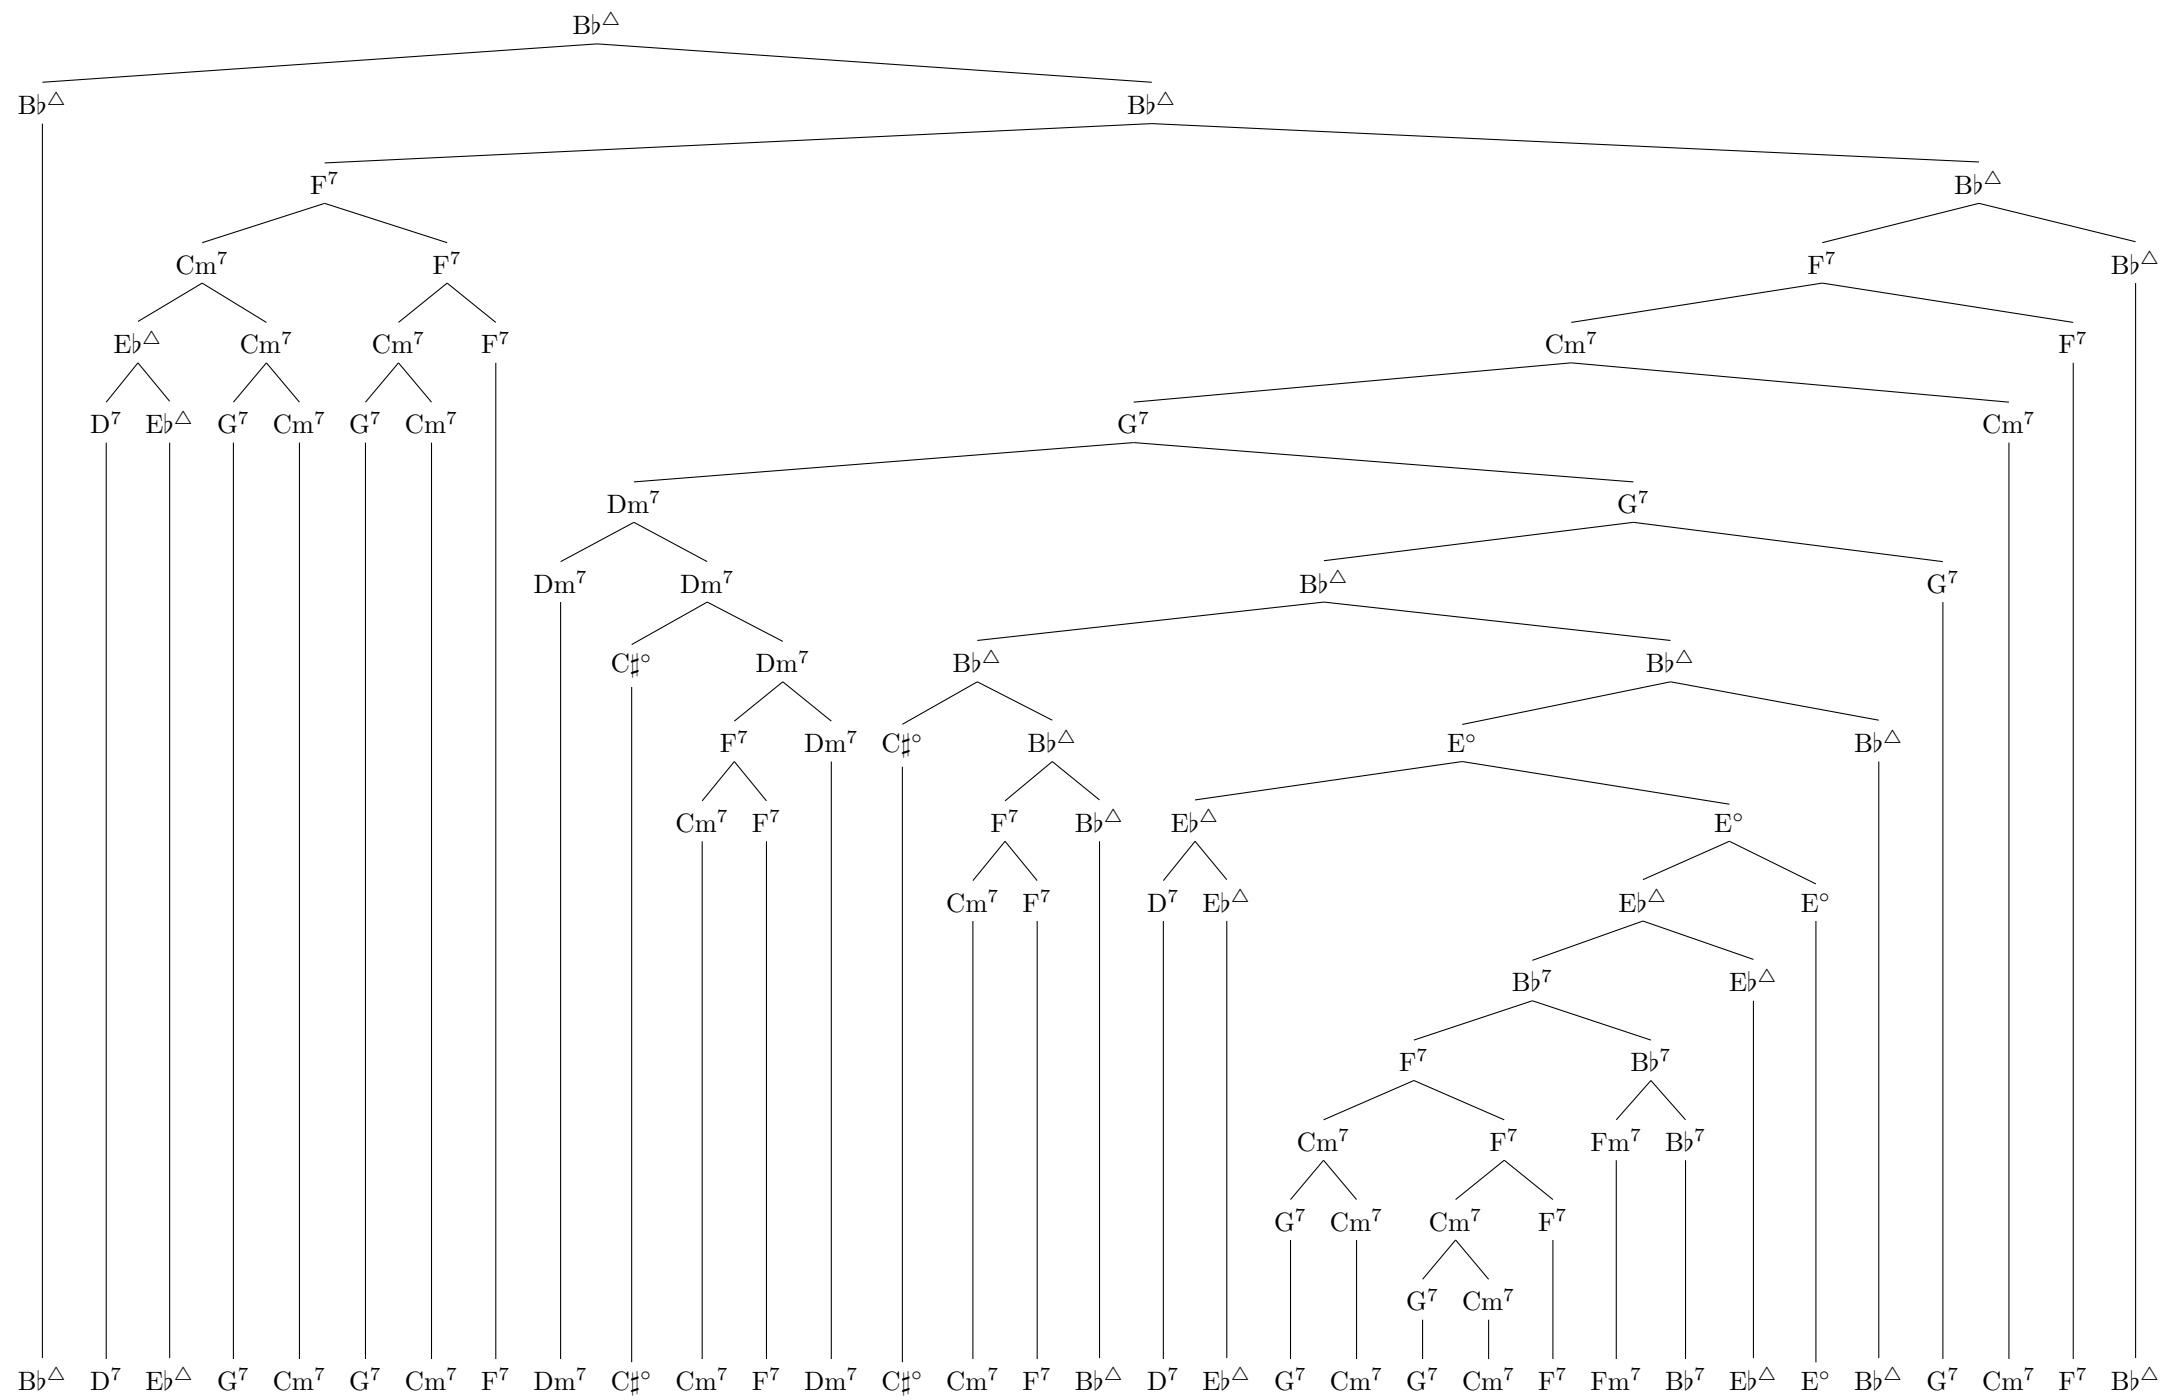 B♭△
B♭△ B♭△
F⁷ B♭△
Cm⁷ F⁷ F⁷ B♭△
E♭△ Cm⁷ Cm⁷ F⁷ Cm⁷ F⁷
D⁷ E♭△ G⁷ Cm⁷ G⁷ Cm⁷ G⁷ Cm⁷
Dm⁷ G⁷
Dm⁷ Dm⁷ B♭△ G⁷
C♯° Dm⁷ B♭△ B♭△
F⁷ Dm⁷ C♯° B♭△ E° B♭△
Cm⁷ F⁷ F⁷ B♭△ E♭△ E°
Cm⁷ F⁷ D⁷ E♭△ E♭△ E°
B♭⁷ E♭△
F⁷ B♭⁷
Cm⁷ F⁷ Fm⁷ B♭⁷
G⁷ Cm⁷ Cm⁷ F⁷
G⁷ Cm⁷
B♭△ D⁷ E♭△ G⁷ Cm⁷ G⁷ Cm⁷ F⁷ Dm⁷ C♯° Cm⁷ F⁷ Dm⁷ C♯° Cm⁷ F⁷ B♭△ D⁷ E♭△ G⁷ Cm⁷ G⁷ Cm⁷ F⁷ Fm⁷ B♭⁷ E♭△ E° B♭△ G⁷ Cm⁷ F⁷ B♭△